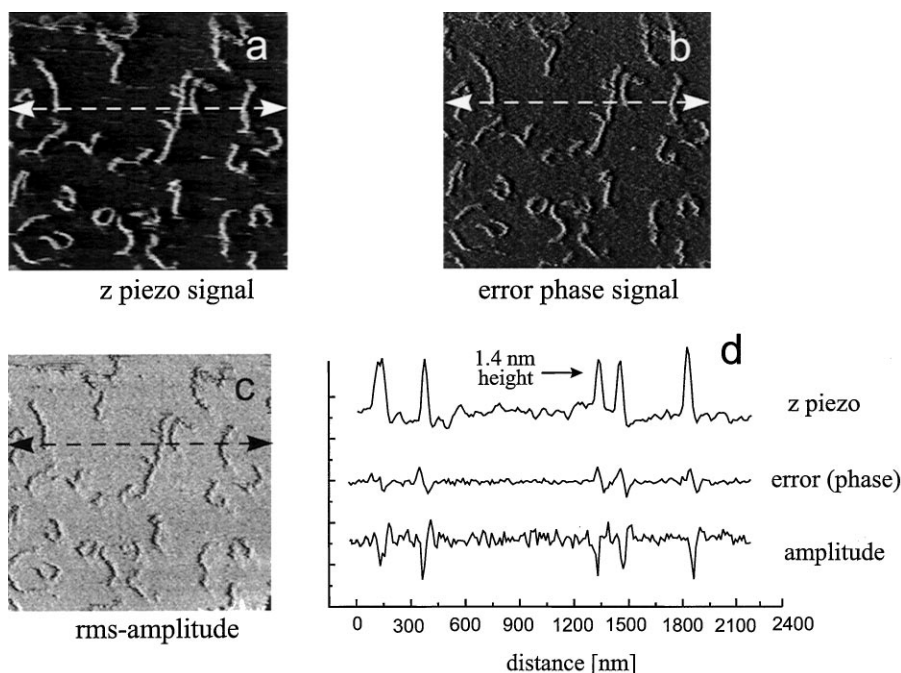 a
z piezo signal
b
error phase signal
c
rms-amplitude
d
1.4 nm
height
z piezo
error (phase)
amplitude
0 300 600 900 1200 1500 1800 2100 2400
distance [nm]